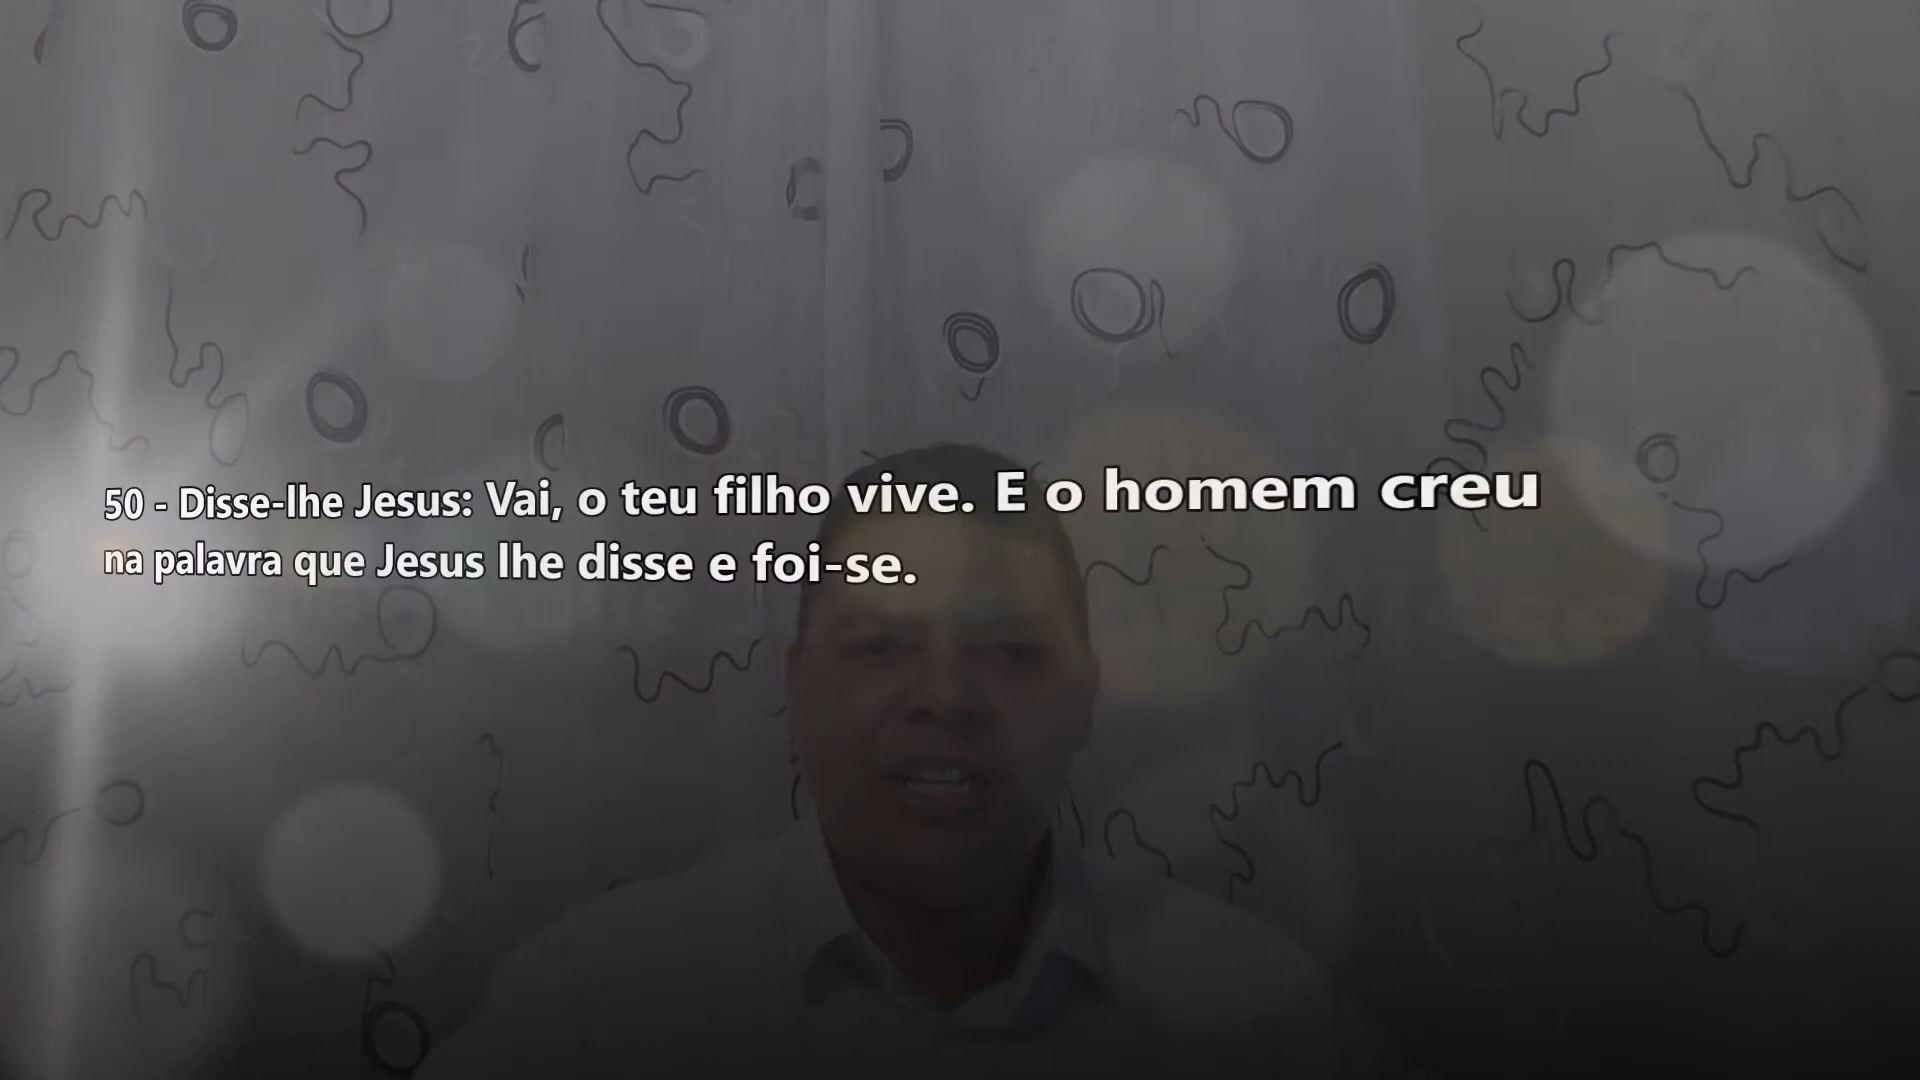 50 - Disse-lhe Jesus: Vai, o teu filho vive. E o homem creu
na palavra que Jesus lhe disse e foi-se.